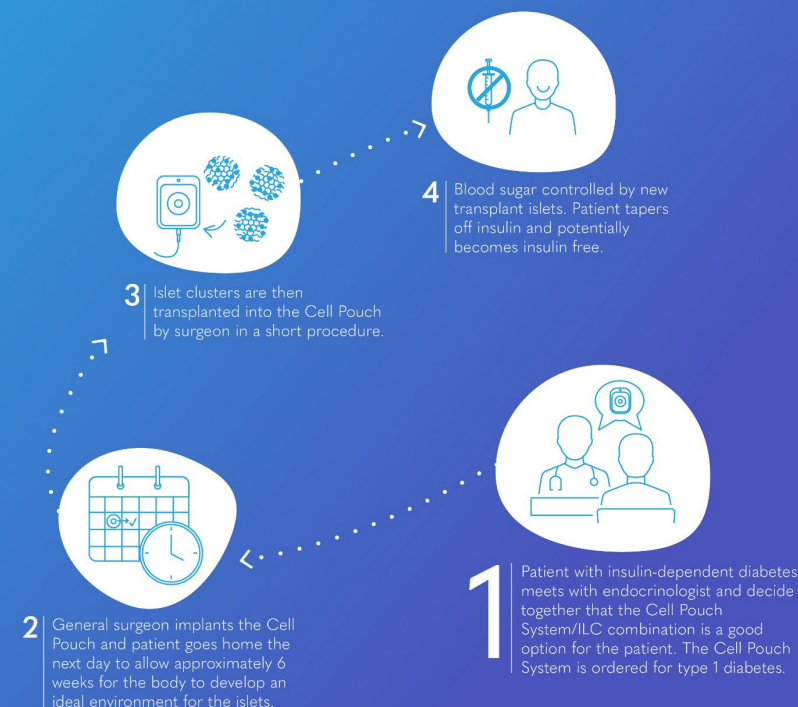 1
Patient with insulin-dependent diabetes
meets with endocrinologist and decide
together that the Cell Pouch
System/ILC combination is a good
option for the patient. The Cell Pouch
System is ordered for type 1 diabetes.
2
General surgeon implants the Cell
Pouch and patient goes home the
next day to allow approximately 6
weeks for the body to develop an
ideal environment for the islets.
3
Islet clusters are then
transplanted into the Cell Pouch
by surgeon in a short procedure.
4
Blood sugar controlled by new
transplant islets. Patient tapers
off insulin and potentially
becomes insulin free.